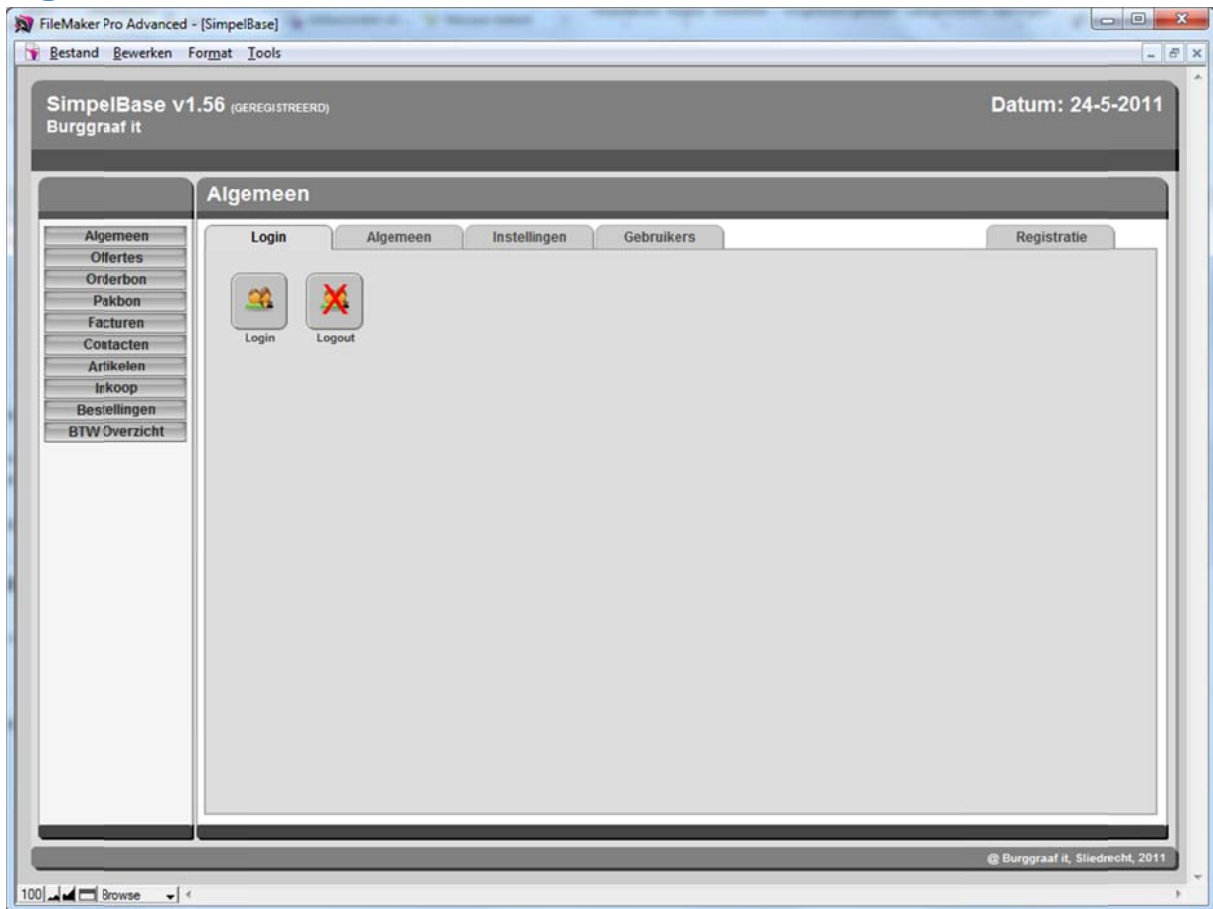 FileMaker Pro Advanced - [SimpelBase]
Bestand Bewerken Format Tools
SimpelBase v1.56 (GEREGISTREERD)
Datum: 24-5-2011
Burggraaf it
Algemeen
Algemeen
Offertes
Orderbon
Pakbon
Facturen
Contacten
Artikelen
Inkoop
Bestellingen
BTW Overzicht
Login Algemeen Instellingen Gebruikers Registratie
Login Logout
@ Burggraaf it, Sliedrecht, 2011
100 Browse